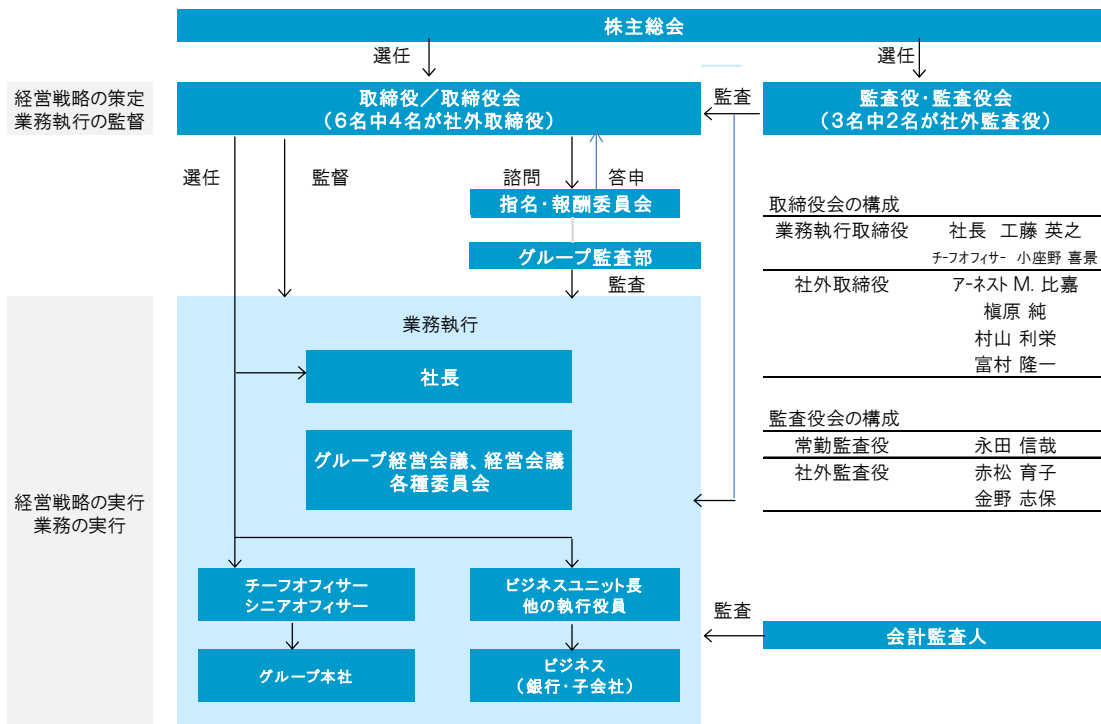 株主総会
選任
選任
経営戦略の策定
業務執行の監督
取締役／取締役会
（6名中4名が社外取締役）
監査
監査役・監査役会
（3名中2名が社外監査役）
選任
監督
諮問
答申
指名・報酬委員会
グループ監査部
監査
取締役会の構成
業務執行取締役
社長 工藤 英之
チーフオフィサー 小座野 喜景
社外取締役
アーネスト M. 比嘉
槇原 純
村山 利栄
富村 隆一
監査役会の構成
常勤監査役
永田 信哉
社外監査役
赤松 育子
金野 志保
経営戦略の実行
業務の実行
業務執行
社長
グループ経営会議、経営会議
各種委員会
チーフオフィサー
シニアオフィサー
ビジネスユニット長
他の執行役員
グループ本社
ビジネス
（銀行・子会社）
監査
会計監査人